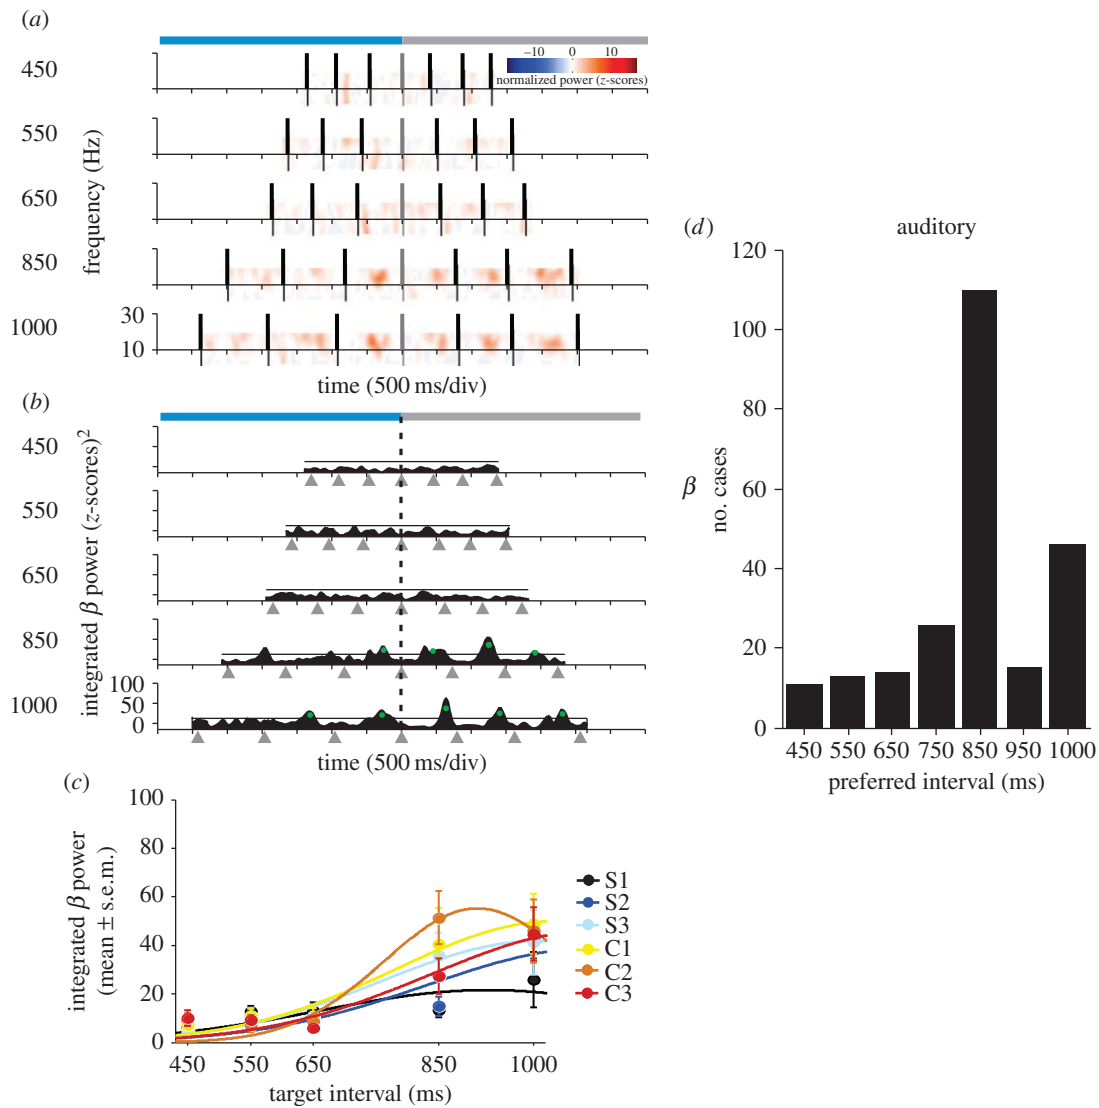 (a)
−10 0 10
normalized power (z-scores)
450
550
650
850
1000
frequency (Hz)
30
10
time (500 ms/div)
(b)
450
550
650
850
1000
integrated β power (z-scores)²
100
50
0
time (500 ms/div)
(c)
100
80
60
40
20
0
integrated β power
(mean ± s.e.m.)
450 550 650 850 1000
target interval (ms)
S1
S2
S3
C1
C2
C3
(d)
auditory
120
100
80
60
40
20
0
β
no. cases
450 550 650 750 850 950 1000
preferred interval (ms)